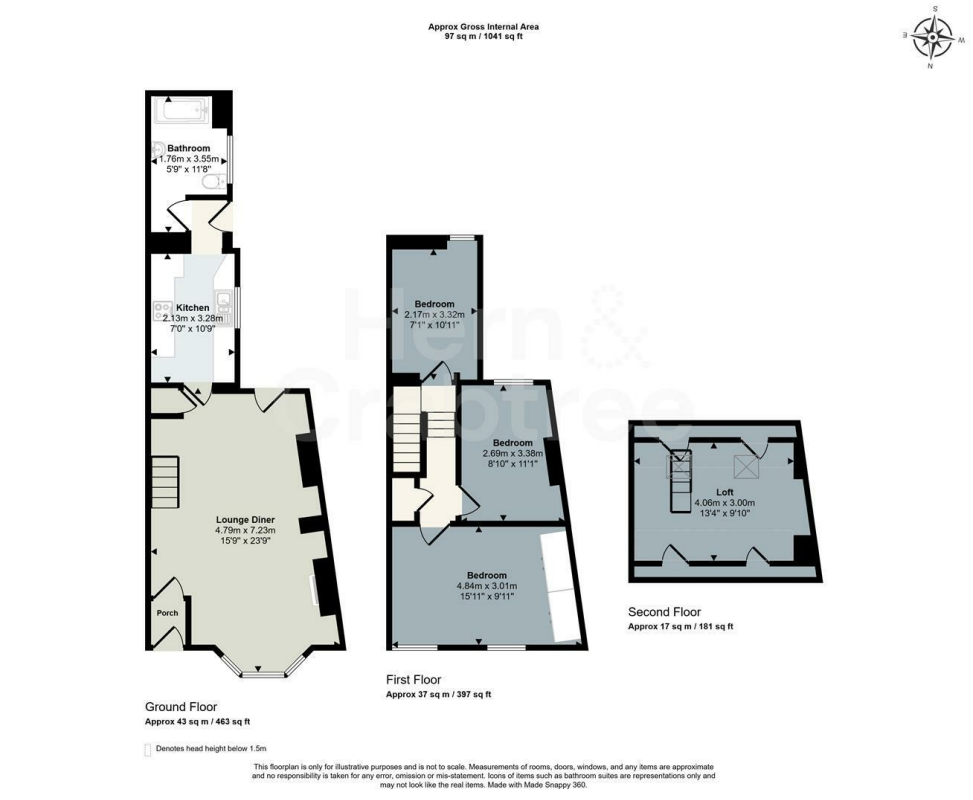 Approx Gross Internal Area
97 sq m / 1041 sq ft
S
E
W
N
Bathroom
1.76m x 3.55m
5'9" x 11'8"
Kitchen
2.13m x 3.28m
7'0" x 10'9"
Lounge Diner
4.79m x 7.23m
15'9" x 23'9"
Porch
Ground Floor
Approx 43 sq m / 463 sq ft
Bedroom
2.17m x 3.32m
7'1" x 10'11"
Bedroom
2.69m x 3.38m
8'10" x 11'1"
Bedroom
4.84m x 3.01m
15'11" x 9'11"
First Floor
Approx 37 sq m / 397 sq ft
Loft
4.06m x 3.00m
13'4" x 9'10"
Second Floor
Approx 17 sq m / 181 sq ft
Hern &
Crabtree
Denotes head height below 1.5m
This floorplan is only for illustrative purposes and is not to scale. Measurements of rooms, doors, windows, and any items are approximate
and no responsibility is taken for any error, omission or mis-statement. Icons of items such as bathroom suites are representations only and
may not look like the real items. Made with Made Snappy 360.